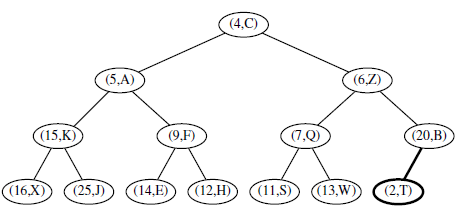 (4,C)
(5,A) (6,Z)
(15,K) (9,F) (7,Q) (20,B)
(16,X) (25,J) (14,E) (12,H) (11,S) (13,W) (2,T)